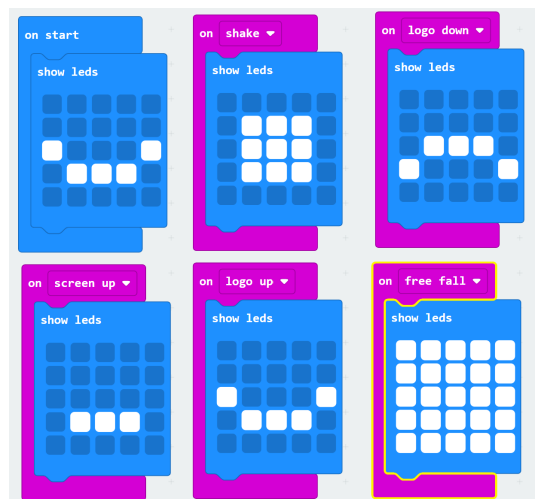 on start
show leds
on shake
show leds
on logo down
show leds
on screen up
show leds
on logo up
show leds
on free fall
show leds